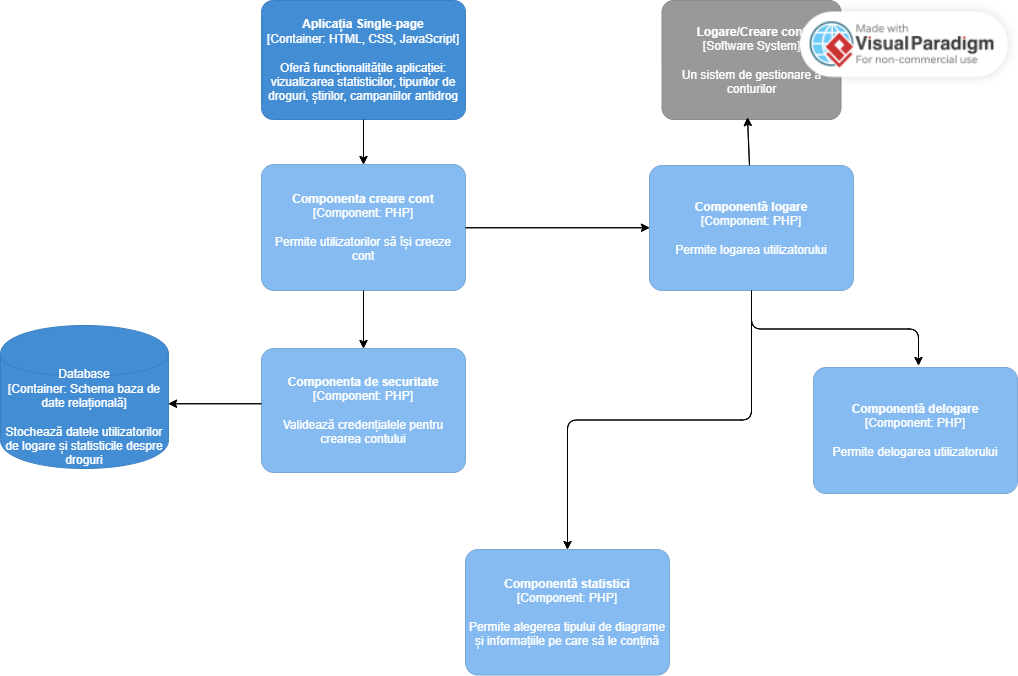 Aplicația Single-page
[Container: HTML, CSS, JavaScript]
Oferă funcționalitățile aplicației:
vizualizarea statisticilor, tipurilor de
droguri, știrilor, campaniilor antidrog
Logare/Creare
[Software System]
Un sistem de gestionare a
conturilor
Made with
Visual Paradigm
For non-commercial use
Componenta creare cont
[Component: PHP]
Permite utilizatorilor să își creeze
cont
Componentă logare
[Component: PHP]
Permite logarea utilizatorului
Database
[Container: Schema baza de
date relațională]
Stochează datele utilizatorilor
de logare și statisticile despre
droguri
Componenta de securitate
[Component: PHP]
Validează credențialele pentru
crearea contului
Componentă delogare
[Component: PHP]
Permite delogarea utilizatorului
Componentă statistici
[Component: PHP]
Permite alegerea tipului de diagrame
și informațiile pe care să le conțină